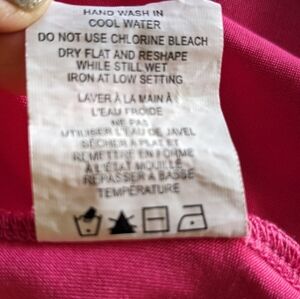 HAND WASH IN
COOL WATER
DO NOT USE CHLORINE BLEACH
DRY FLAT AND RESHAPE
WHILE STILL WET
IRON AT LOW SETTING
LAVER À LA MAIN À
L'EAU FROIDE
NE PAS
UTILISER L'EAU DE JAVEL
SÉCHER À PLAT ET
REMETTRE EN FORME
À L'ÉTAT MOUILLÉ
REPASSER À BASSE
TEMPÉRATURE